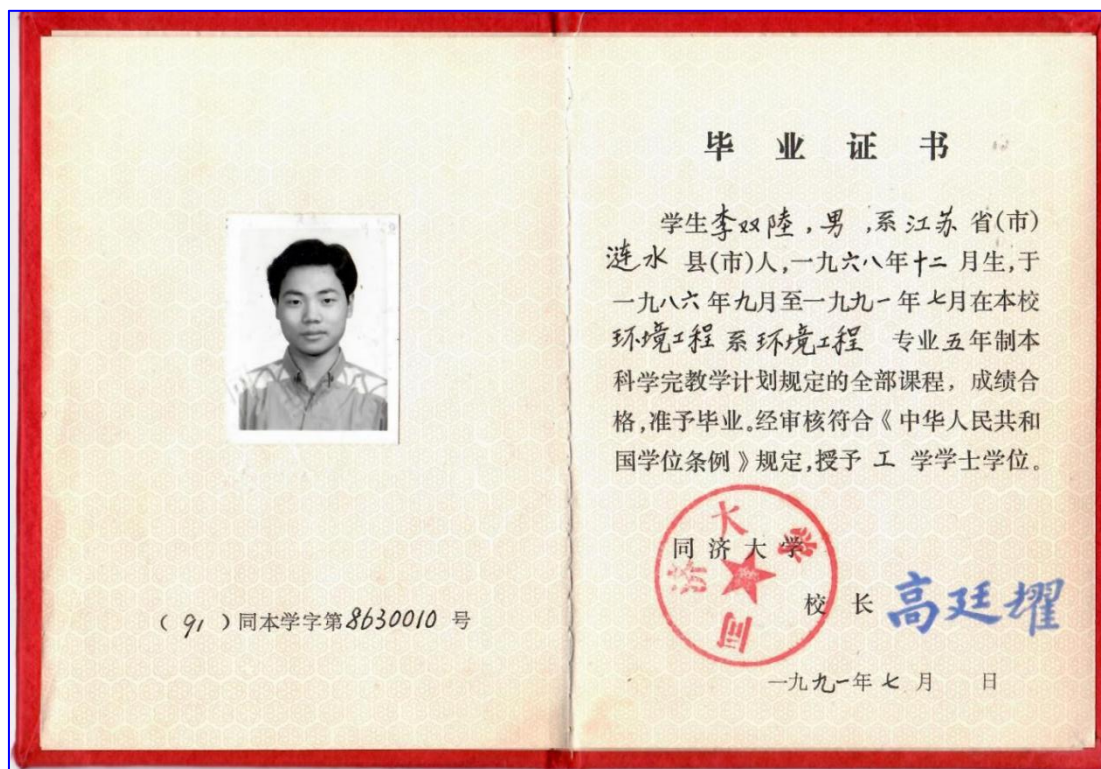 毕业证书
学生李双陆,男,系江苏省(市)
涟水县(市)人,一九六八年十二月生,于
一九八六年九月至一九九一年七月在本校
环境工程系环境工程 专业五年制本
科学完教学计划规定的全部课程,成绩合
格,准予毕业。经审核符合《中华人民共和
国学位条例》规定,授予 工 学学士学位。
同济大学
同济大学
校长 高廷耀
一九九一年七月 日
(91)同本学字第8630010号